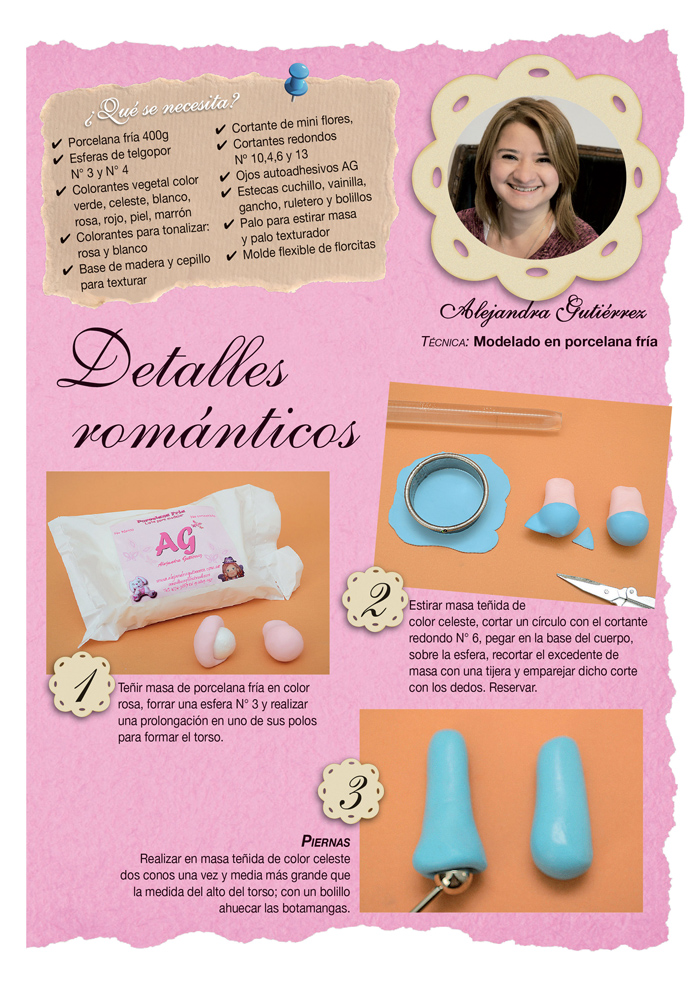 ¿Qué se necesita?
✔ Porcelana fría 400g
✔ Esferas de telgopor
N° 3 y N° 4
✔ Colorantes vegetal color
verde, celeste, blanco,
rosa, rojo, piel, marrón
✔ Colorantes para tonalizar:
rosa y blanco
✔ Base de madera y cepillo
para texturar
✔ Cortante de mini flores,
✔ Cortantes redondos
Nº 10,4,6 y 13
✔ Ojos autoadhesivos AG
✔ Estecas cuchillo, vainilla,
gancho, ruletero y bolillos
✔ Palo para estirar masa
y palo texturador
✔ Molde flexible de florcitas
Alejandra Gutiérrez
Técnica: Modelado en porcelana fría
Detalles
románticos
Porcelana Fría
AG
Alejandra Gutiérrez
1
Teñir masa de porcelana fría en color
rosa, forrar una esfera N° 3 y realizar
una prolongación en uno de sus polos
para formar el torso.
2
Estirar masa teñida de
color celeste, cortar un círculo con el cortante
redondo N° 6, pegar en la base del cuerpo,
sobre la esfera, recortar el excedente de
masa con una tijera y emparejar dicho corte
con los dedos. Reservar.
3
Piernas
Realizar en masa teñida de color celeste
dos conos una vez y media más grande que
la medida del alto del torso; con un bolillo
ahuecar las botamangas.